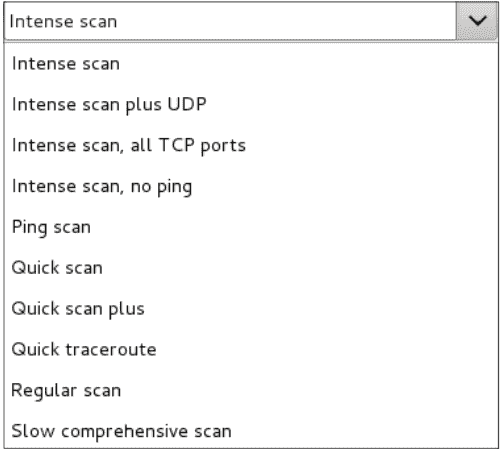 Intense scan
Intense scan
Intense scan plus UDP
Intense scan, all TCP ports
Intense scan, no ping
Ping scan
Quick scan
Quick scan plus
Quick traceroute
Regular scan
Slow comprehensive scan